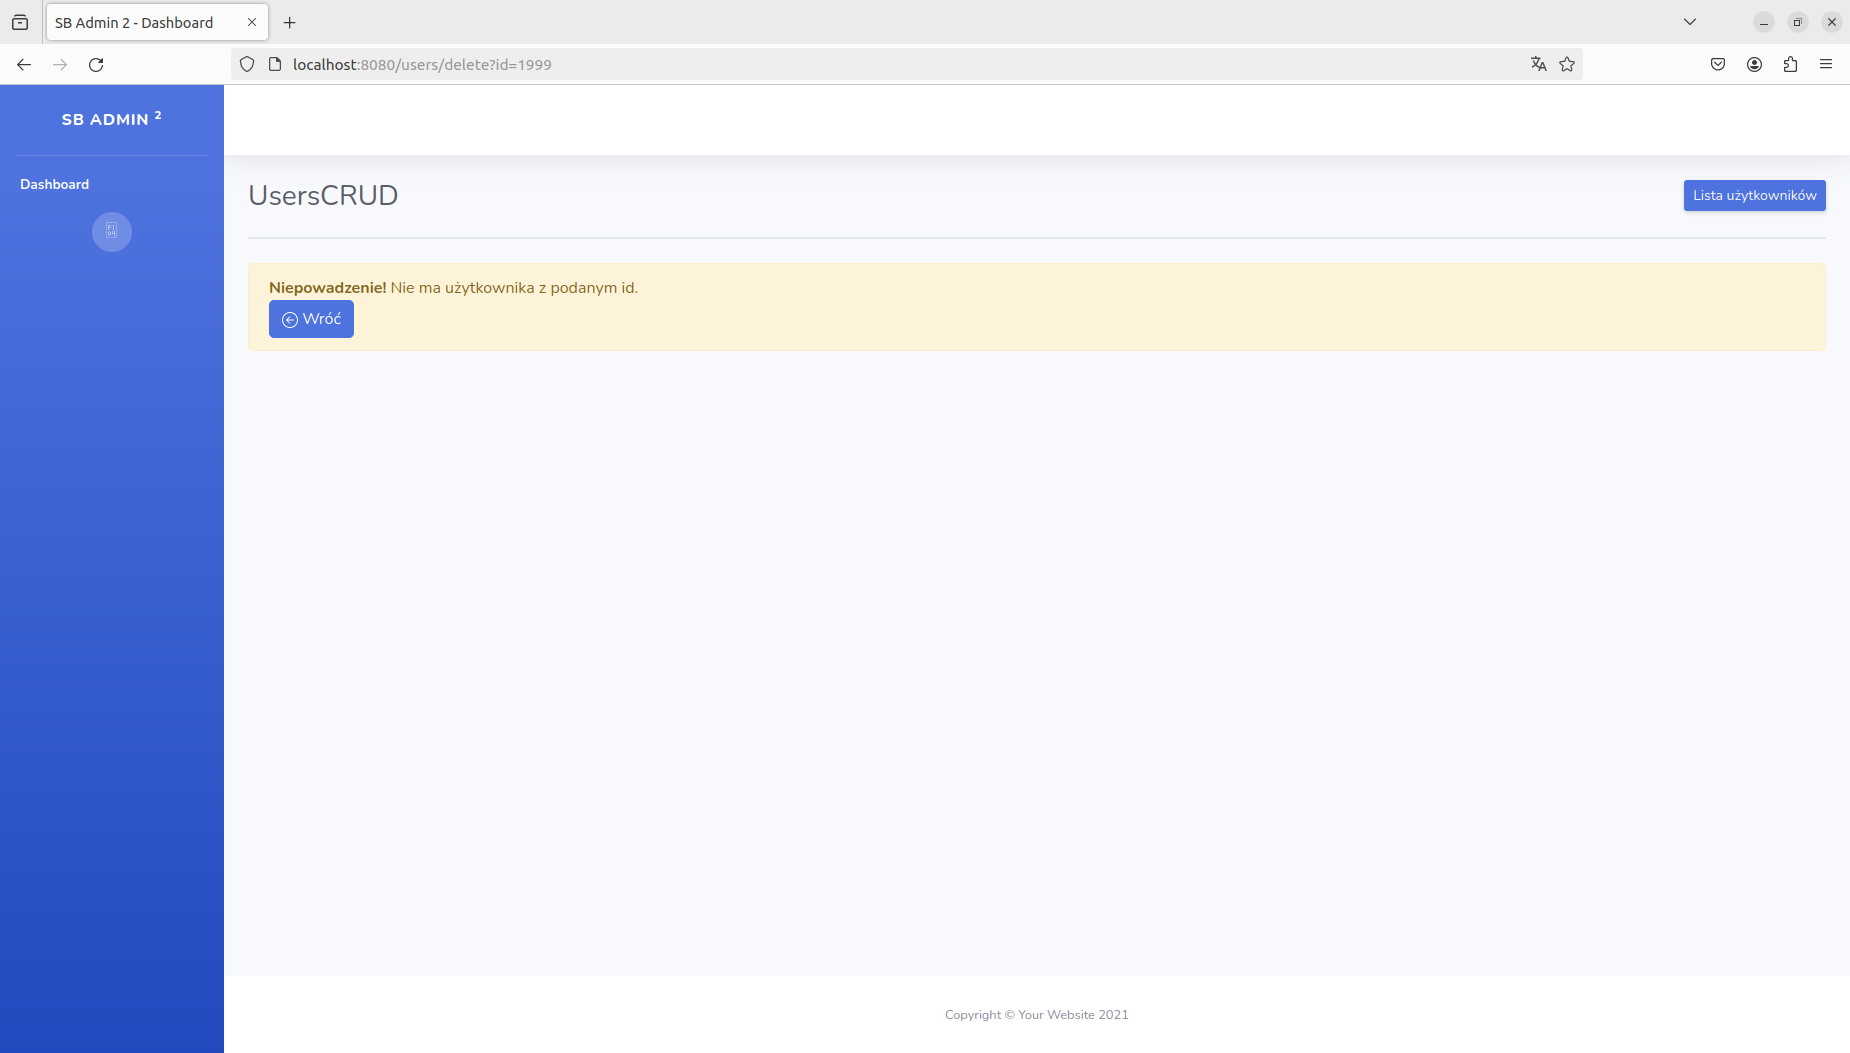 SB Admin 2 - Dashboard
localhost:8080/users/delete?id=1999
SB ADMIN 2
Dashboard
UsersCRUD
Lista użytkowników
Niepowadzenie! Nie ma użytkownika z podanym id.
Wróć
Copyright © Your Website 2021